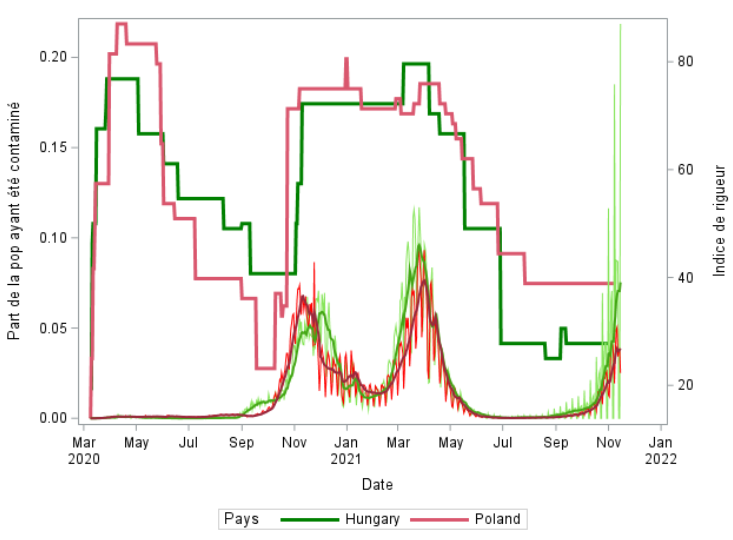 Part de la pop ayant été contaminé
0.20
0.15
0.10
0.05
0.00
80
60
40
20
Indice de rigueur
Mar May Jul Sep Nov Jan Mar May Jul Sep Nov Jan
2020 2021 2022
Date
Pays Hungary Poland